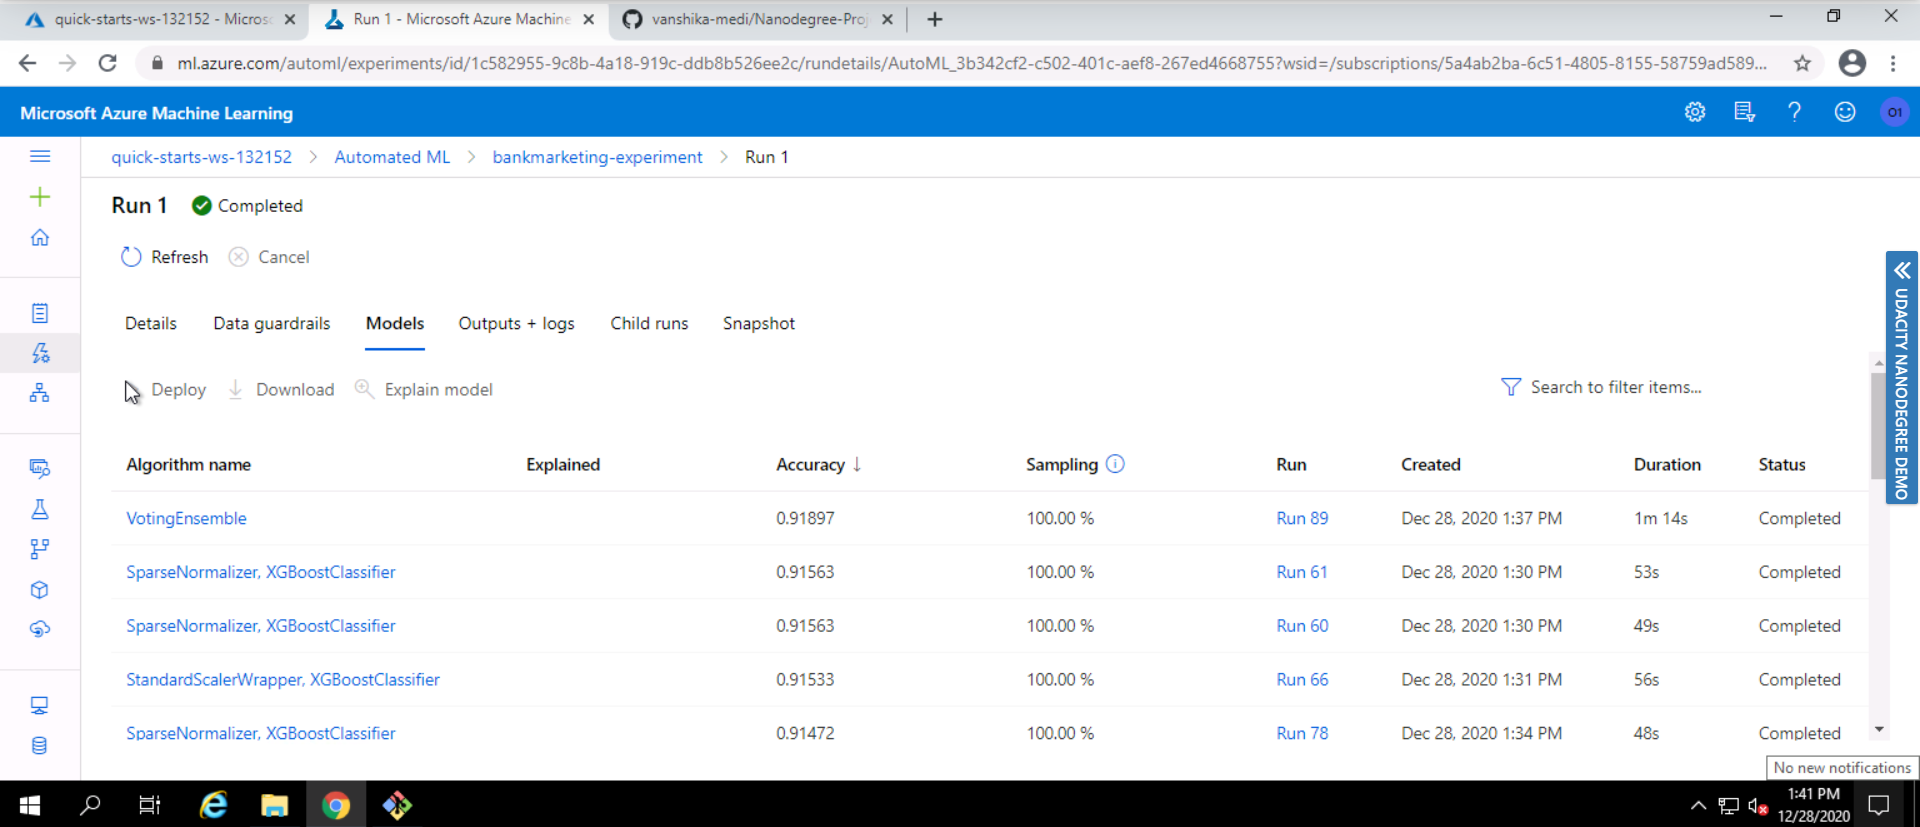 quick-starts-ws-132152 - Micros
Run 1 - Microsoft Azure Machine
vanshika-medi/Nanodegree-Proj
ml.azure.com/automl/experiments/id/1c582955-9c8b-4a18-919c-ddb8b526ee2c/rundetails/AutoML_3b342cf2-c502-401c-aef8-267ed4668755?wsid=/subscriptions/5a4ab2ba-6c51-4805-8155-58759ad589...
Microsoft Azure Machine Learning
O1
quick-starts-ws-132152 > Automated ML > bankmarketing-experiment > Run 1
Run 1 Completed
Refresh Cancel
Details Data guardrails Models Outputs + logs Child runs Snapshot
Deploy Download Explain model Search to filter items...
UDACITY NANODEGREE DEMO
Algorithm name Explained Accuracy ↓ Sampling Run Created Duration Status
VotingEnsemble 0.91897 100.00 % Run 89 Dec 28, 2020 1:37 PM 1m 14s Completed
SparseNormalizer, XGBoostClassifier 0.91563 100.00 % Run 61 Dec 28, 2020 1:30 PM 53s Completed
SparseNormalizer, XGBoostClassifier 0.91563 100.00 % Run 60 Dec 28, 2020 1:30 PM 49s Completed
StandardScalerWrapper, XGBoostClassifier 0.91533 100.00 % Run 66 Dec 28, 2020 1:31 PM 56s Completed
SparseNormalizer, XGBoostClassifier 0.91472 100.00 % Run 78 Dec 28, 2020 1:34 PM 48s Completed
No new notifications
1:41 PM
12/28/2020